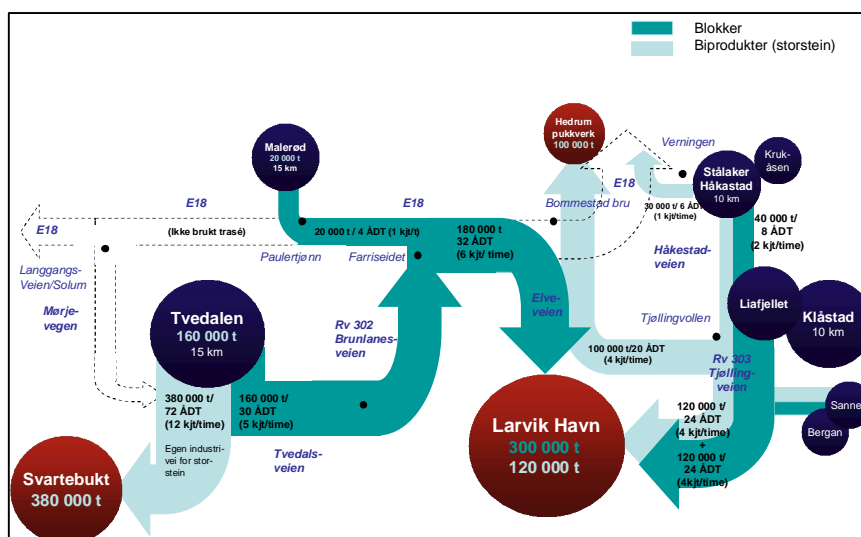 Blokker
Biprodukter (storstein)
Hedrum
pukkverk
100 000 t
Verningen
Malerød
20 000 t
15 km
Stålaker
Håkastad
10 km
Kruk-
åsen
E18
E18
E18
E18
Bommestad bru
30 000 t/ 6 ÅDT
(1 kjt/time)
40 000 t/
8 ÅDT
(2 kjt/time)
(Ikke brukt trasé)
20 000 t / 4 ÅDT (1 kjt/t)
180 000 t
32 ÅDT
(6 kjt/ time)
Paulertjønn
Farriseidet
Håkestad-
veien
Langgangs-
Veien/Solum
Mørje-
vegen
Tvedalen
160 000 t
15 km
Rv 302
Brunlanes-
veien
Elve-
veien
Liafjellet
Klåstad
10 km
Tjøllingvollen
100 000 t/20 ÅDT
(4 kjt/time)
Rv 303
Tjølling-
veien
380 000 t/
72 ÅDT
(12 kjt/time)
160 000 t/
30 ÅDT
(5 kjt/time)
Egen industri-
vei for stor-
stein
Tvedals-
veien
Larvik Havn
300 000 t
120 000 t
120 000 t/
24 ÅDT
(4 kjt/time)
+
120 000 t/
24 ÅDT
(4kjt/time)
Sanne
Bergan
Svartebukt
380 000 t